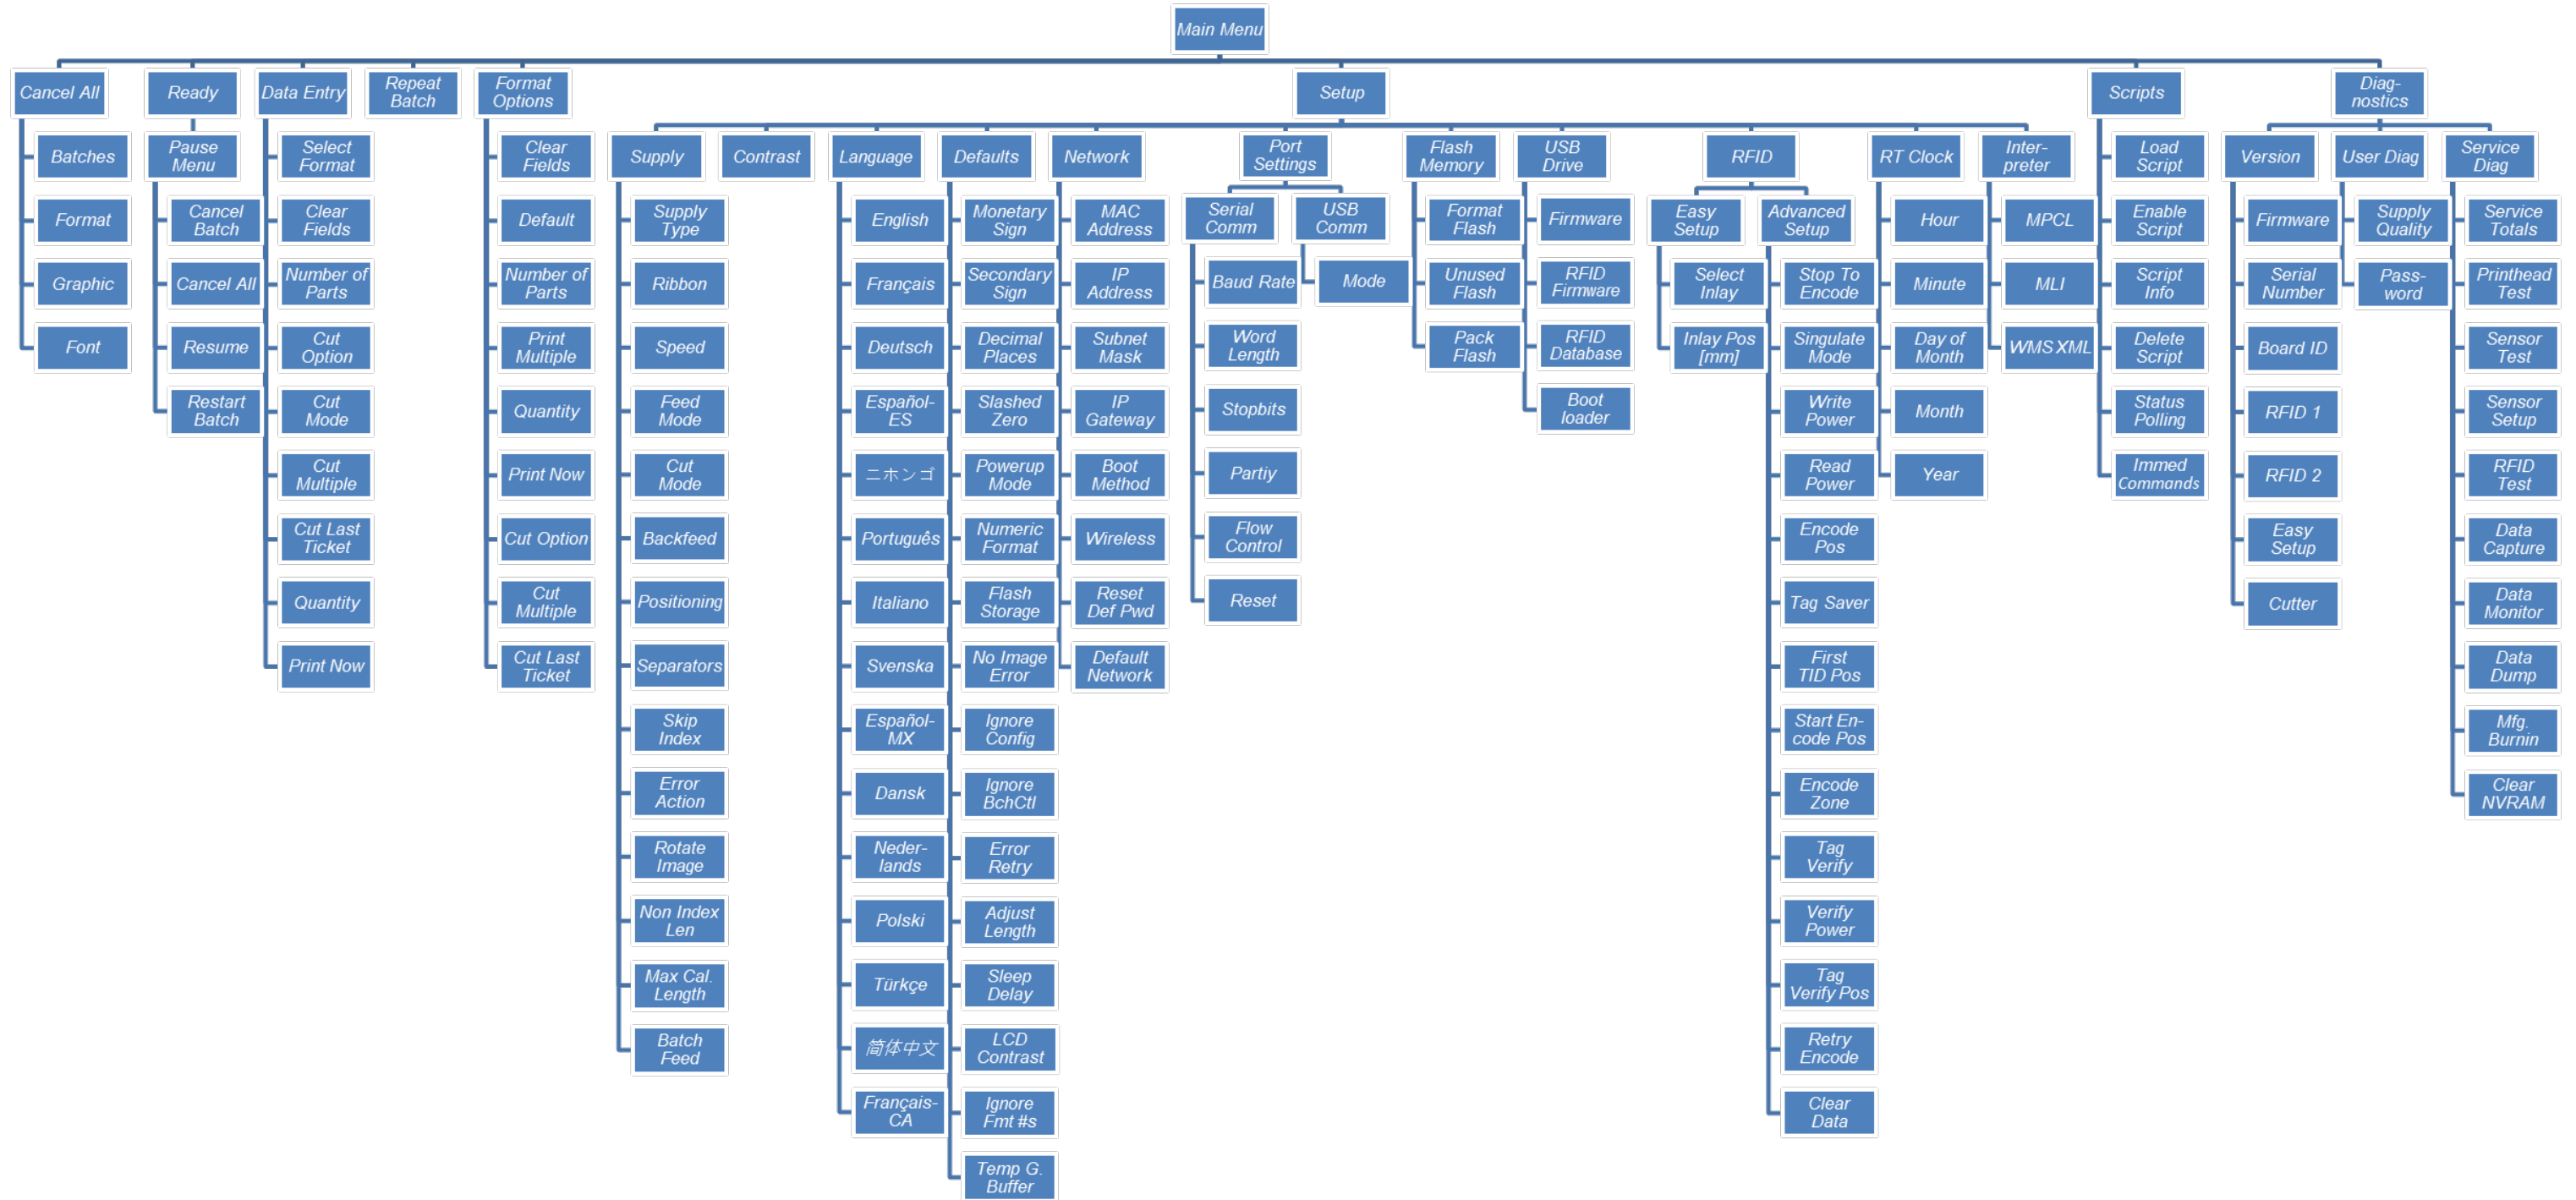 Main Menu
Cancel All
Batches
Format
Graphic
Font
Ready
Pause
Menu
Cancel
Batch
Cancel All
Resume
Restart
Batch
Data Entry
Select
Format
Clear
Fields
Number of
Parts
Cut
Option
Cut
Mode
Cut
Multiple
Cut Last
Ticket
Quantity
Print Now
Repeat
Batch
Format
Options
Clear
Fields
Default
Number of
Parts
Print
Multiple
Quantity
Print Now
Cut Option
Cut
Multiple
Cut Last
Ticket
Setup
Supply
Supply
Type
Ribbon
Speed
Feed
Mode
Cut
Mode
Backfeed
Positioning
Separators
Skip
Index
Error
Action
Rotate
Image
Non Index
Len
Max Cal.
Length
Batch
Feed
Contrast
Language
English
Français
Deutsch
Español-
ES
ニホンゴ
Português
Italiano
Svenska
Español-
MX
Dansk
Neder-
lands
Polski
Türkçe
简体中文
Français-
CA
Defaults
Monetary
Sign
Secondary
Sign
Decimal
Places
Slashed
Zero
Powerup
Mode
Numeric
Format
Flash
Storage
No Image
Error
Ignore
Config
Ignore
BchCtl
Error
Retry
Adjust
Length
Sleep
Delay
LCD
Contrast
Ignore
Fmt #s
Temp G.
Buffer
Network
MAC
Address
IP
Address
Subnet
Mask
IP
Gateway
Boot
Method
Wireless
Reset
Def Pwd
Default
Network
Port
Settings
Serial
Comm
Baud Rate
Word
Length
Stopbits
Partiy
Flow
Control
Reset
USB
Comm
Mode
Flash
Memory
Format
Flash
Unused
Flash
Pack
Flash
USB
Drive
Firmware
RFID
Firmware
RFID
Database
Boot
loader
RFID
Easy
Setup
Select
Inlay
Inlay Pos
[mm]
Advanced
Setup
Stop To
Encode
Singulate
Mode
Write
Power
Read
Power
Encode
Pos
Tag Saver
First
TID Pos
Start En-
code Pos
Encode
Zone
Tag
Verify
Verify
Power
Tag
Verify Pos
Retry
Encode
Clear
Data
RT Clock
Hour
Minute
Day of
Month
Month
Year
Inter-
preter
MPCL
MLI
WMS XML
Scripts
Load
Script
Enable
Script
Script
Info
Delete
Script
Status
Polling
Immed
Commands
Diag-
nostics
Version
Firmware
Serial
Number
Board ID
RFID 1
RFID 2
Easy
Setup
Cutter
User Diag
Supply
Quality
Pass-
word
Service
Diag
Service
Totals
Printhead
Test
Sensor
Test
Sensor
Setup
RFID
Test
Data
Capture
Data
Monitor
Data
Dump
Mfg.
Burnin
Clear
NVRAM